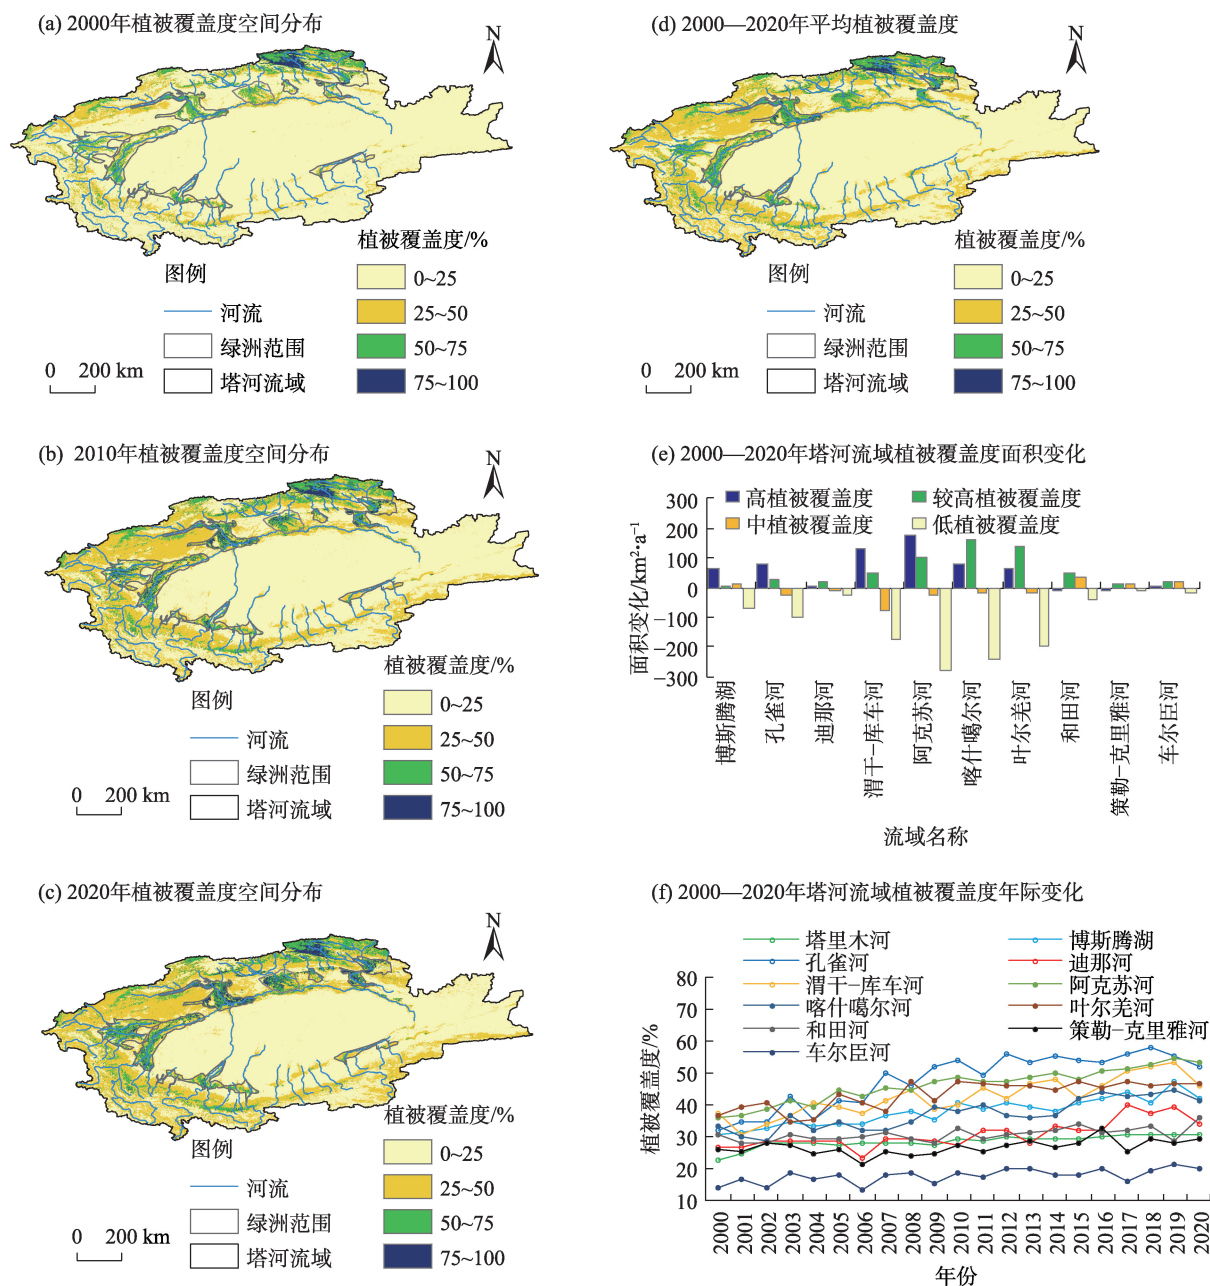 (a) 2000年植被覆盖度空间分布
N
植被覆盖度/%
图例
0~25
河流
25~50
绿洲范围
50~75
0 200 km
塔河流域
75~100
(d) 2000—2020年平均植被覆盖度
N
植被覆盖度/%
图例
0~25
河流
25~50
绿洲范围
50~75
0 200 km
塔河流域
75~100
(b) 2010年植被覆盖度空间分布
N
植被覆盖度/%
图例
0~25
河流
25~50
绿洲范围
50~75
0 200 km
塔河流域
75~100
(e) 2000—2020年塔河流域植被覆盖度面积变化
高植被覆盖度
较高植被覆盖度
中植被覆盖度
低植被覆盖度
面积变化/km²·a⁻¹
300
200
100
0
−100
−200
−300
博斯腾湖
孔雀河
迪那河
渭干−库车河
阿克苏河
喀什噶尔河
叶尔羌河
和田河
策勒−克里雅河
车尔臣河
流域名称
(c) 2020年植被覆盖度空间分布
N
植被覆盖度/%
图例
0~25
河流
25~50
绿洲范围
50~75
0 200 km
塔河流域
75~100
(f) 2000—2020年塔河流域植被覆盖度年际变化
塔里木河
博斯腾湖
孔雀河
迪那河
渭干−库车河
阿克苏河
喀什噶尔河
叶尔羌河
和田河
策勒−克里雅河
车尔臣河
植被覆盖度/%
80
70
60
50
40
30
20
10
2000
2001
2002
2003
2004
2005
2006
2007
2008
2009
2010
2011
2012
2013
2014
2015
2016
2017
2018
2019
2020
年份